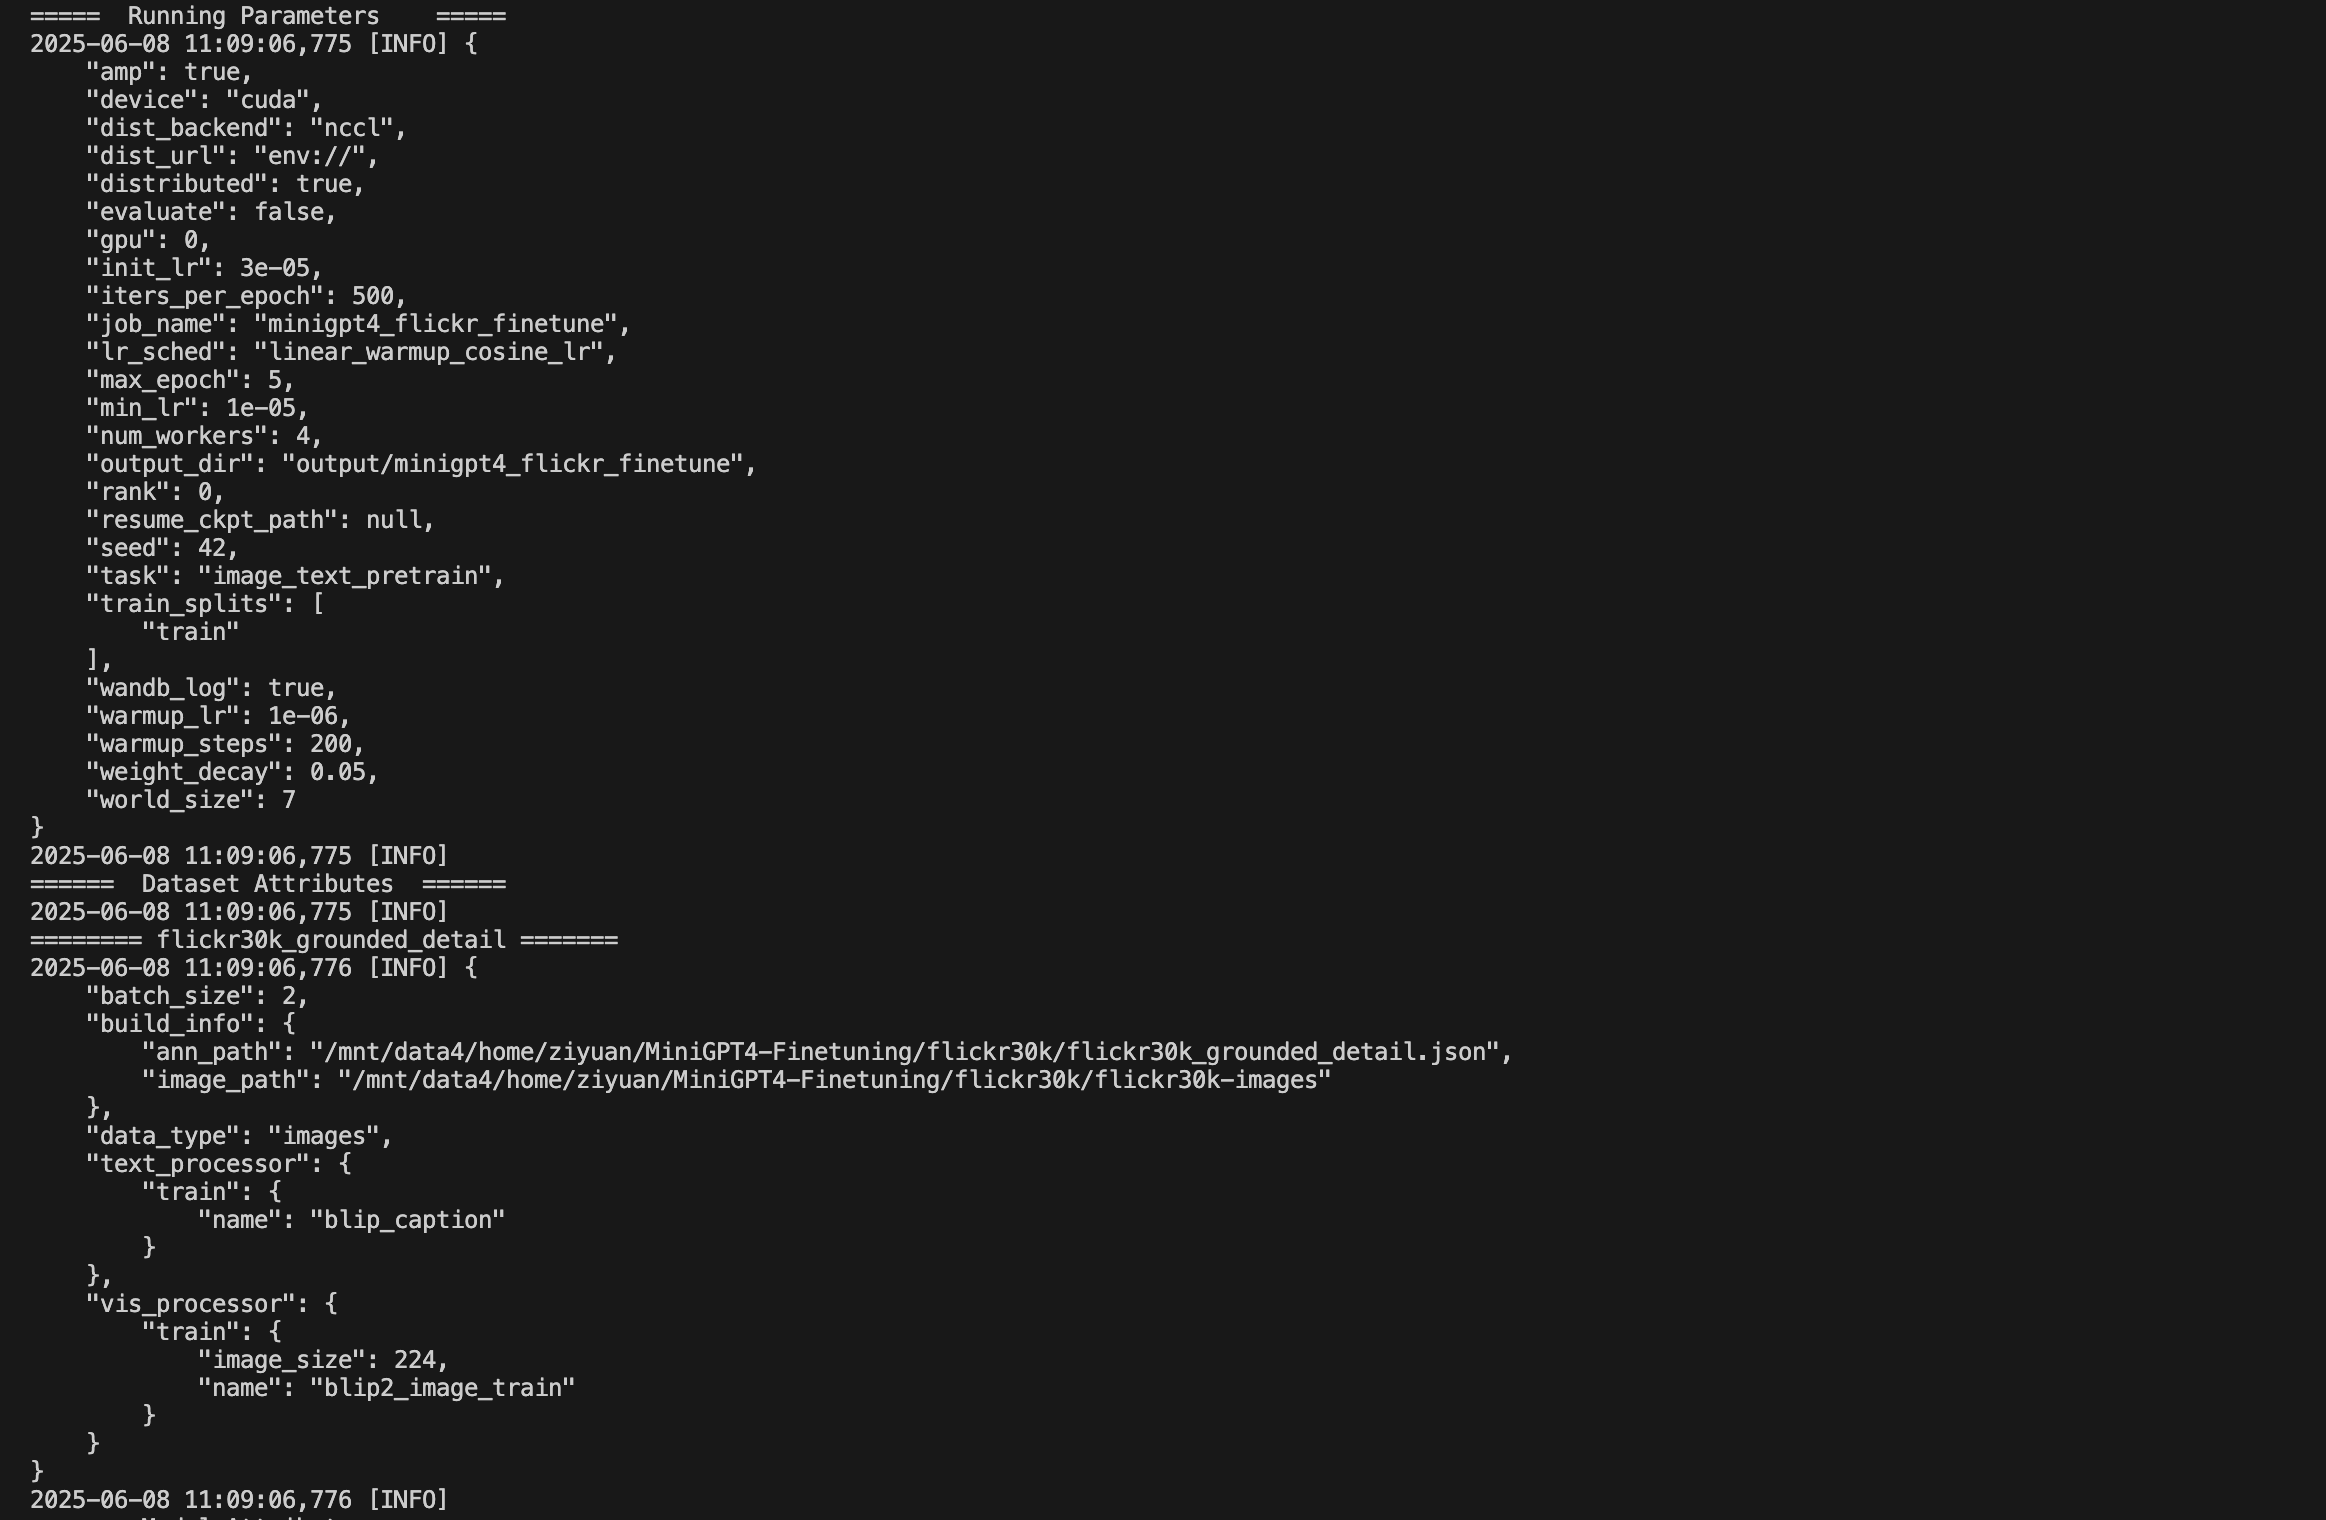 =====  Running Parameters    =====
2025-06-08 11:09:06,775 [INFO] {
    "amp": true,
    "device": "cuda",
    "dist_backend": "nccl",
    "dist_url": "env://",
    "distributed": true,
    "evaluate": false,
    "gpu": 0,
    "init_lr": 3e-05,
    "iters_per_epoch": 500,
    "job_name": "minigpt4_flickr_finetune",
    "lr_sched": "linear_warmup_cosine_lr",
    "max_epoch": 5,
    "min_lr": 1e-05,
    "num_workers": 4,
    "output_dir": "output/minigpt4_flickr_finetune",
    "rank": 0,
    "resume_ckpt_path": null,
    "seed": 42,
    "task": "image_text_pretrain",
    "train_splits": [
        "train"
    ],
    "wandb_log": true,
    "warmup_lr": 1e-06,
    "warmup_steps": 200,
    "weight_decay": 0.05,
    "world_size": 7
}
2025-06-08 11:09:06,775 [INFO]
======  Dataset Attributes  ======
2025-06-08 11:09:06,775 [INFO]
======== flickr30k_grounded_detail =======
2025-06-08 11:09:06,776 [INFO] {
    "batch_size": 2,
    "build_info": {
        "ann_path": "/mnt/data4/home/ziyuan/MiniGPT4-Finetuning/flickr30k/flickr30k_grounded_detail.json",
        "image_path": "/mnt/data4/home/ziyuan/MiniGPT4-Finetuning/flickr30k/flickr30k-images"
    },
    "data_type": "images",
    "text_processor": {
        "train": {
            "name": "blip_caption"
        }
    },
    "vis_processor": {
        "train": {
            "image_size": 224,
            "name": "blip2_image_train"
        }
    }
}
2025-06-08 11:09:06,776 [INFO]